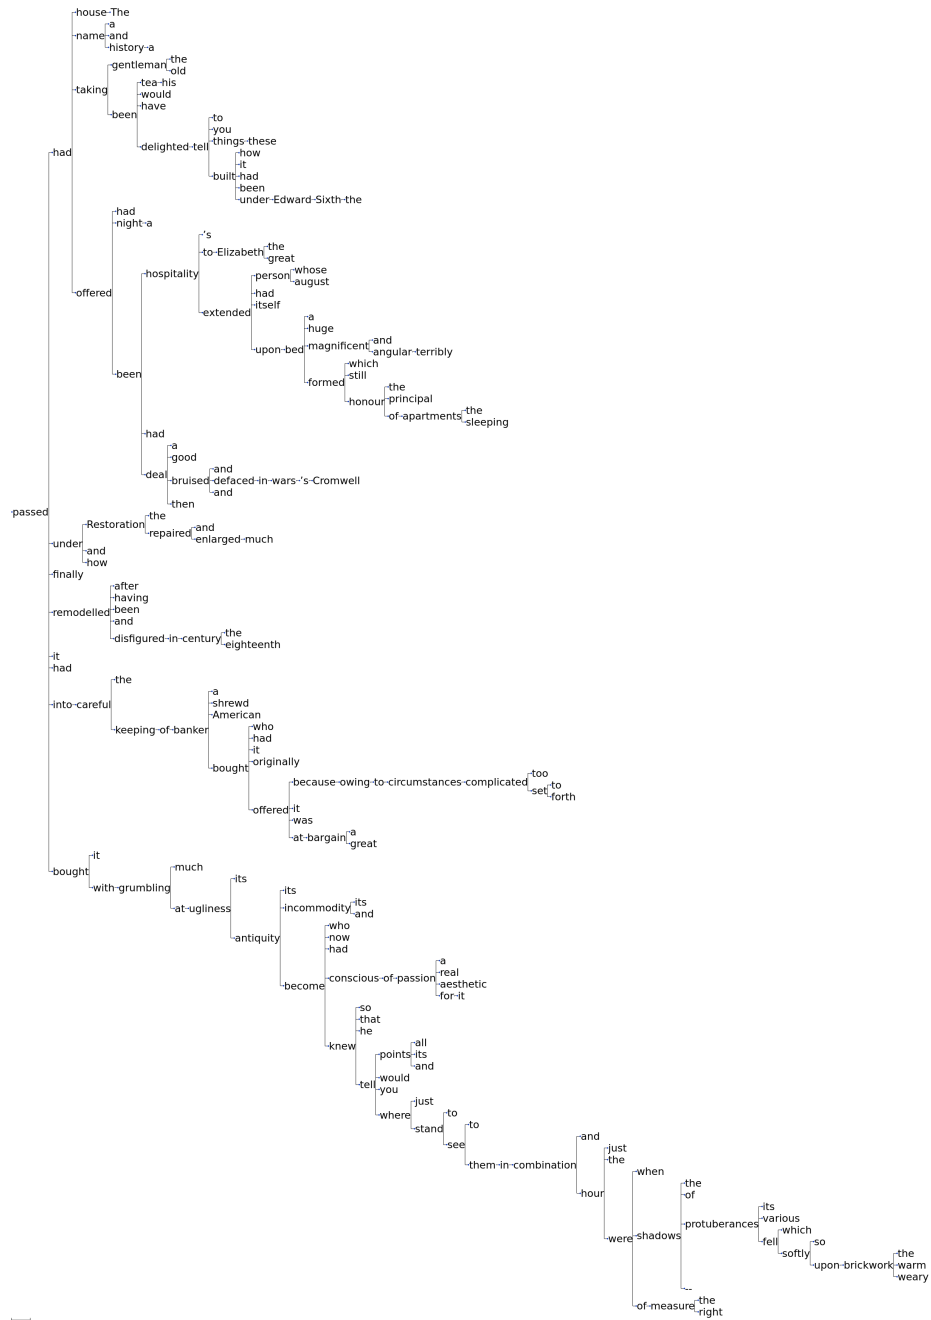 house The
a
name and
history a
gentleman the
old
taking
tea his
would
have
been
to
you
delighted tell things these
how
it
had
built had
been
under Edward Sixth the
had
night a
's
to Elizabeth the
great
hospitality
person whose
august
offered
had
itself
extended
a
huge
upon bed magnificent and
angular terribly
which
been
still
formed
the
honour principal
of apartments the
sleeping
had
a
good
deal bruised and
defaced in wars 's Cromwell
and
then
passed
the
Restoration
repaired and
enlarged much
under
and
how
finally
after
having
remodelled been
and
disfigured in century the
eighteenth
it
had
the
a
into careful shrewd
American
who
keeping of banker had
it
originally
bought
too
because owing to circumstances complicated to
set
forth
offered
it
was
at bargain a
great
it
bought much
with grumbling its
its
at ugliness incommodity its
and
who
antiquity now
had
a
real
conscious of passion aesthetic
become for it
so
that
he
knew
all
points its
and
would
tell you
just
where to
stand to
see
and
them in combination just
the
when
hour the
of
its
various
protuberances which
were shadows fell so
softly the
upon brickwork warm
weary
--
the
of measure right